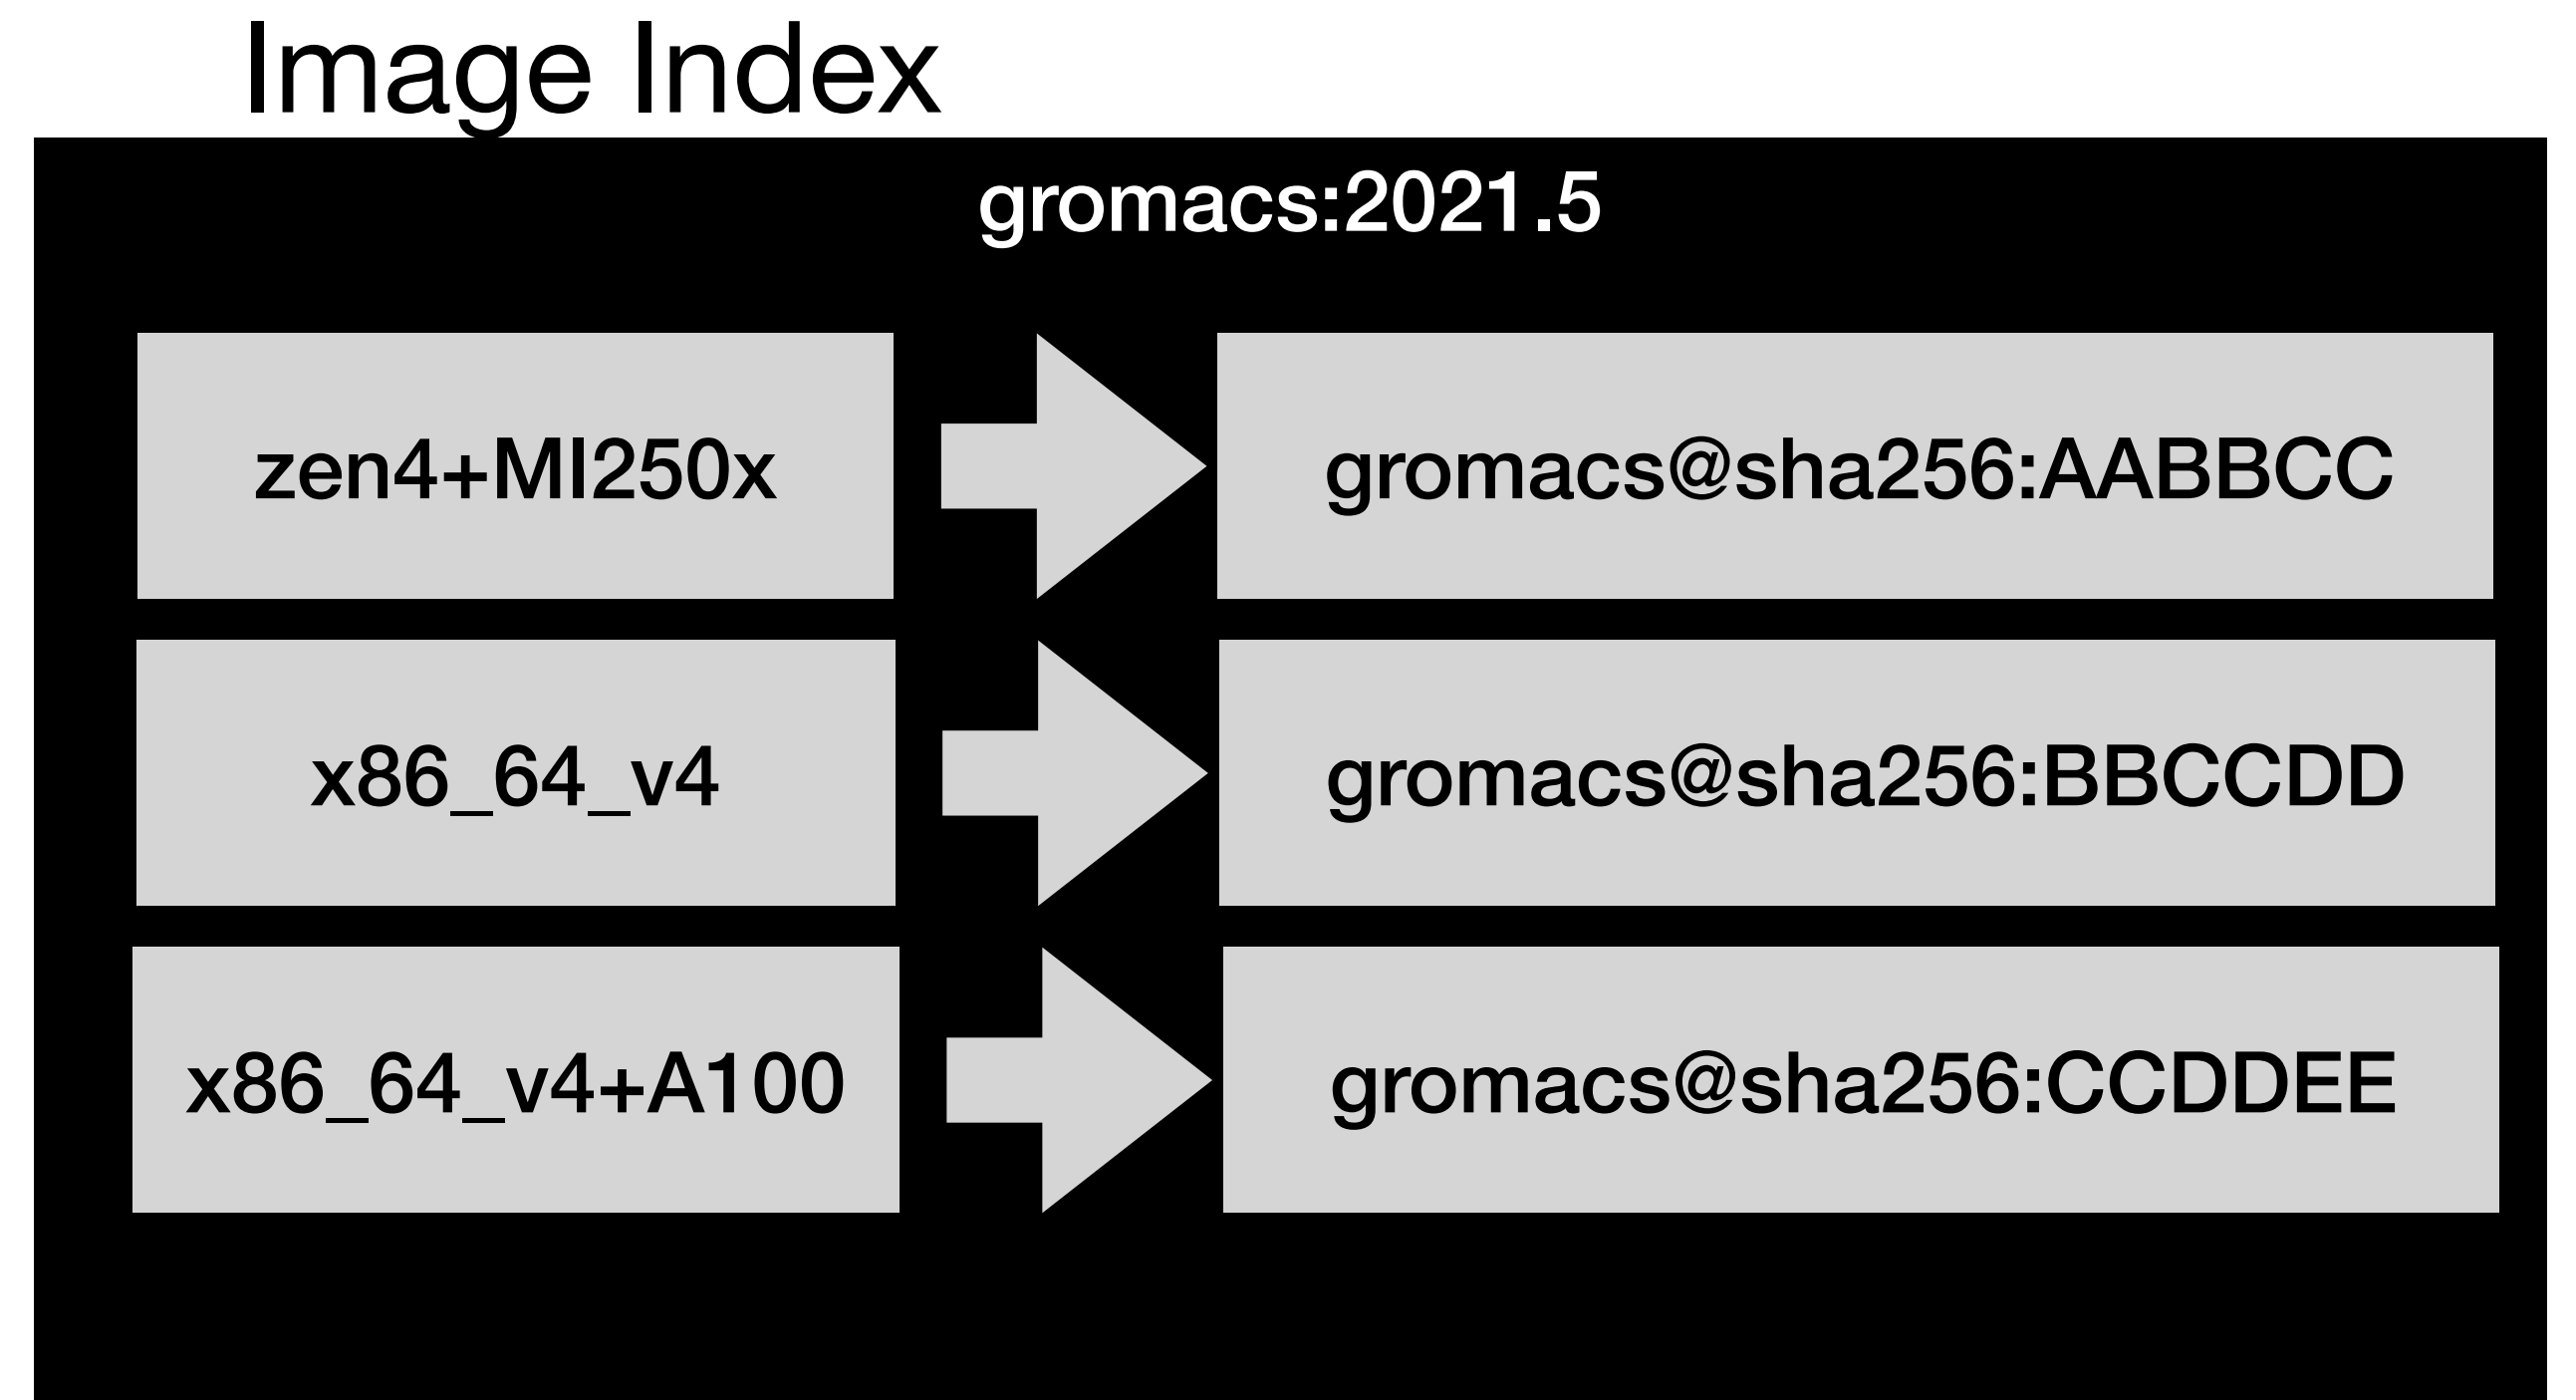 Image Index
gromacs:2021.5
zen4+MI250x
gromacs@sha256:AABBCC
x86_64_v4
gromacs@sha256:BBCCDD
x86_64_v4+A100
gromacs@sha256:CCDDEE